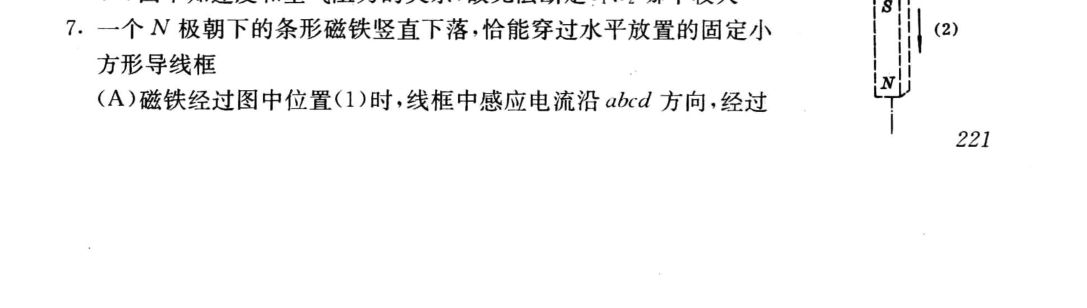 S
(2)
7. 一个 N 极朝下的条形磁铁竖直下落,恰能穿过水平放置的固定小
方形导线框
N
(A)磁铁经过图中位置(1)时,线框中感应电流沿 abcd 方向,经过
221